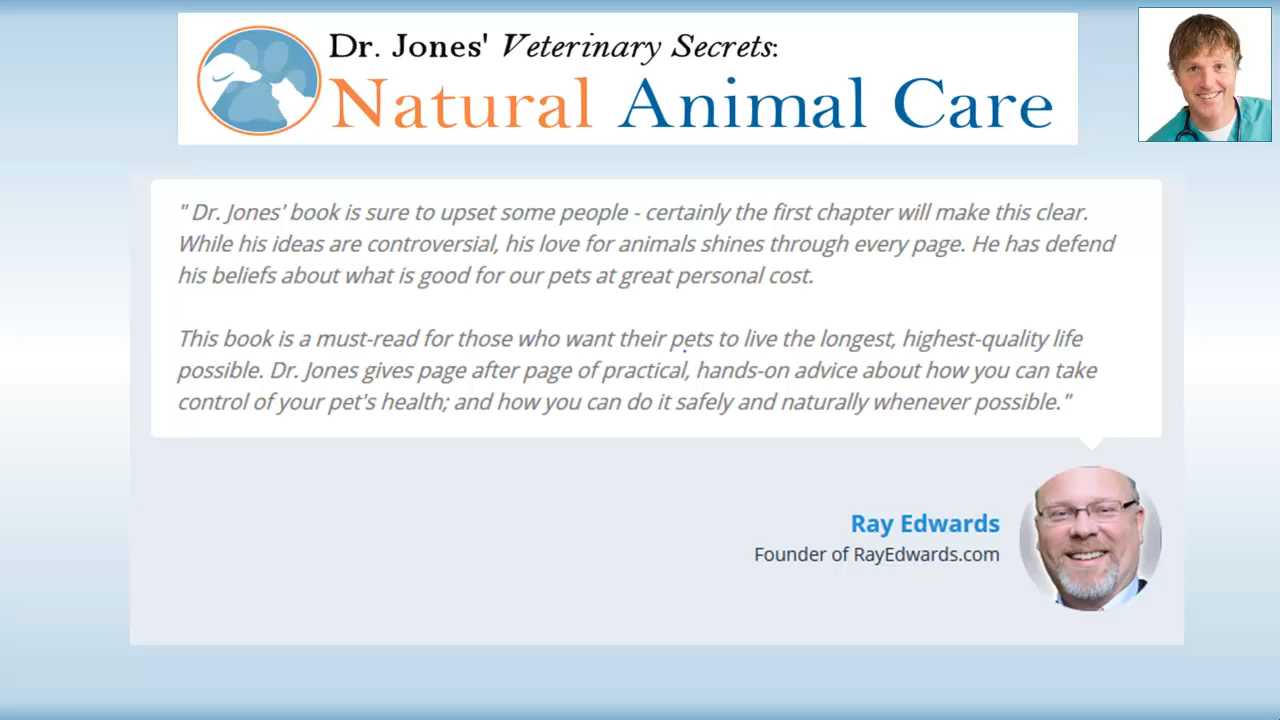 Dr. Jones' Veterinary Secrets:
Natural Animal Care
" Dr. Jones' book is sure to upset some people - certainly the first chapter will make this clear.
While his ideas are controversial, his love for animals shines through every page. He has defend
his beliefs about what is good for our pets at great personal cost.
This book is a must-read for those who want their pets to live the longest, highest-quality life
possible. Dr. Jones gives page after page of practical, hands-on advice about how you can take
control of your pet's health; and how you can do it safely and naturally whenever possible."
Ray Edwards
Founder of RayEdwards.com